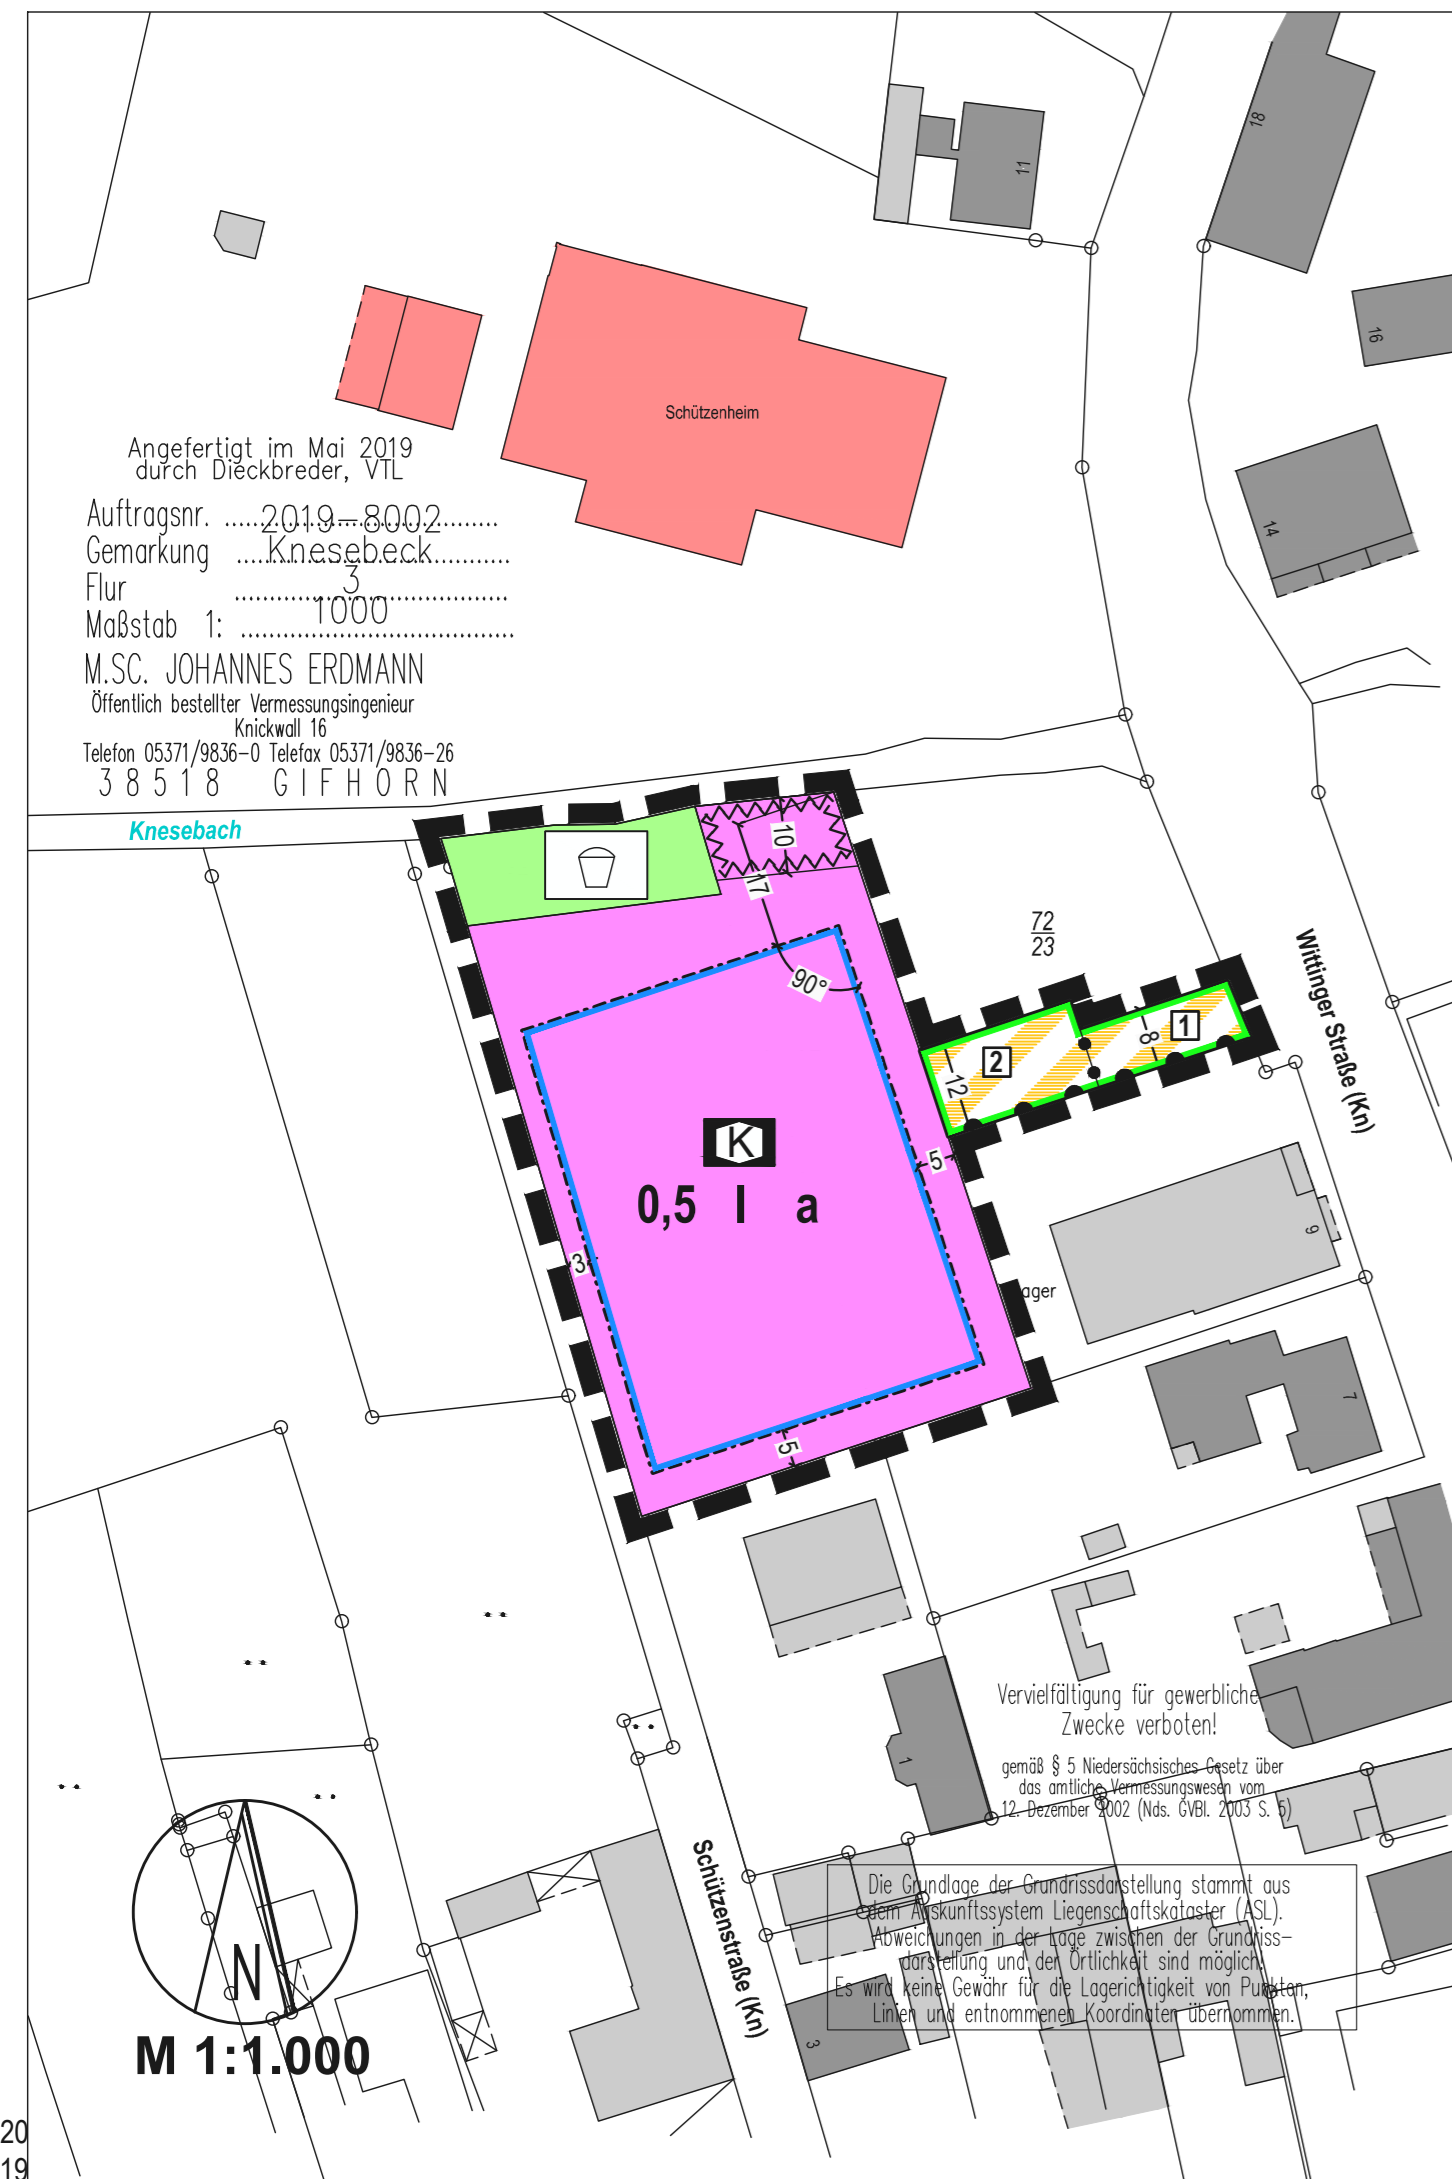 18
11
16
Schützenheim
14
Angefertigt im Mai 2019
durch Dieckbreder, VTL
Auftragsnr. 2019-8002
Gemarkung Knesebeck
Flur 3
Maßstab 1: 1000
M.SC. JOHANNES ERDMANN
Öffentlich bestellter Vermessungsingenieur
Knickwall 16
Telefon 05371/9836-0 Telefax 05371/9836-26
38518 GIFHORN
Knesebach
10
17
72
23
90°
Wittinger Straße (Kn)
1
8
2
12
K
5
0,5 I a
9
3
ager
7
5
Vervielfältigung für gewerbliche
Zwecke verboten!
1
gemäß § 5 Niedersächsisches Gesetz über
das amtliche Vermessungswesen vom
12. Dezember 2002 (Nds. GVBl. 2003 S. 5)
Schützenstraße (Kn)
Die Grundlage der Grundrissdarstellung stammt aus
dem Auskunftssystem Liegenschaftskataster (ASL).
Abweichungen in der Lage zwischen der Grundriss-
darstellung und der Örtlichkeit sind möglich.
Es wird keine Gewähr für die Lagerichtigkeit von Punkten,
Linien und entnommenen Koordinaten übernommen.
N
3
M 1:1.000
20
19